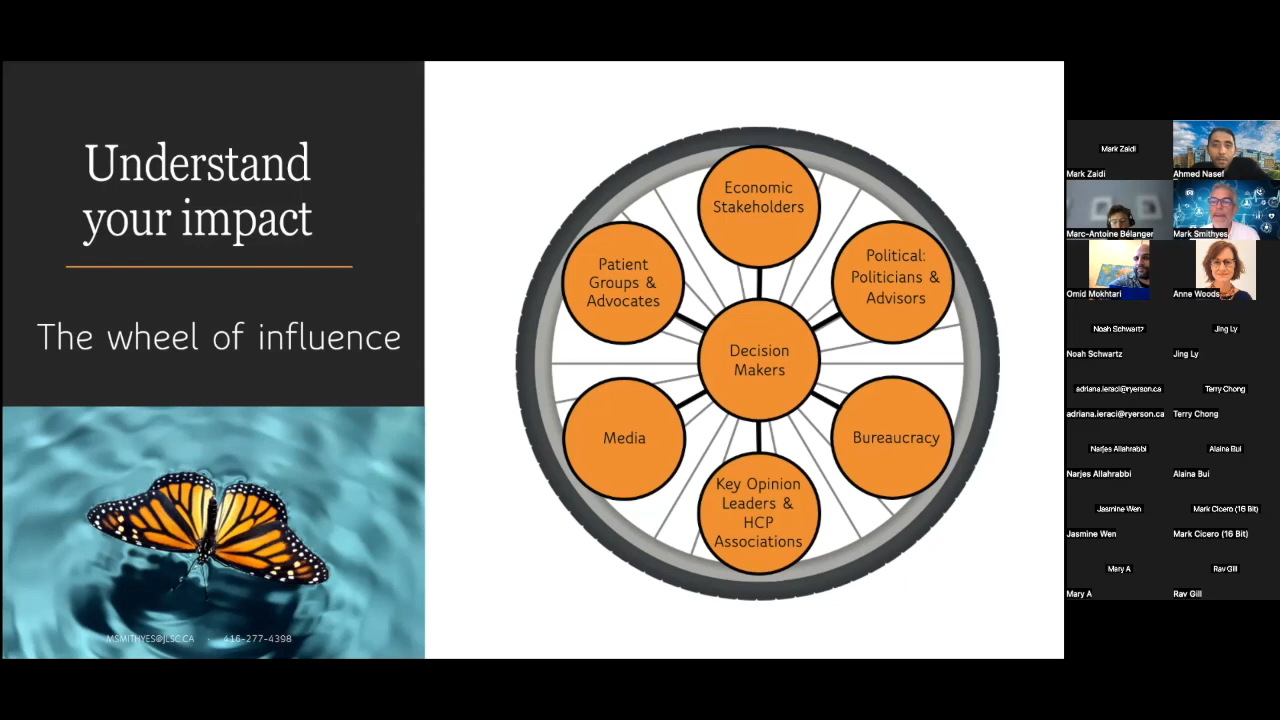 Understand
your impact
The wheel of influence
MSMITHYES@JLSC.CA · 416-277-4398
Economic
Stakeholders
Political:
Politicians &
Advisors
Patient
Groups &
Advocates
Decision
Makers
Media
Bureaucracy
Key Opinion
Leaders &
HCP
Associations
Mark Zaidi
Mark Zaidi
Ahmed Nasef
Marc-Antoine Bélanger
Mark Smithyes
Omid Mokhtari
Anne Woods
Noah Schwartz
Noah Schwartz
Jing Ly
Jing Ly
adriana.ieraci@ryerson.ca
adriana.ieraci@ryerson.ca
Terry Chong
Terry Chong
Narjes Allahrabbi
Narjes Allahrabbi
Alaina Bui
Alaina Bui
Jasmine Wen
Jasmine Wen
Mark Cicero (16 Bit)
Mark Cicero (16 Bit)
Mary A
Mary A
Rav Gill
Rav Gill